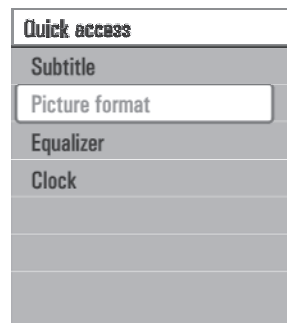 Quick access
Subtitle
Picture format
Equalizer
Clock